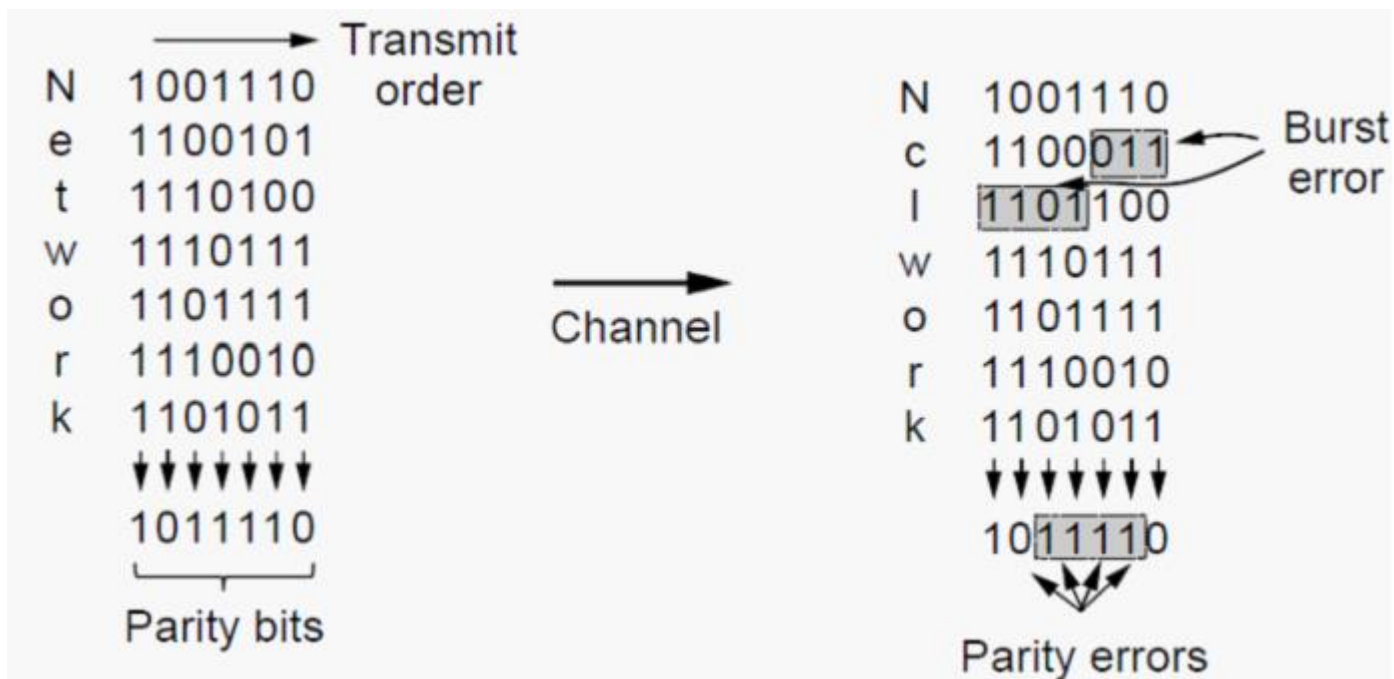 Transmit
order
N 1001110
e 1100101
t 1110100
w 1110111
o 1101111
r 1110010
k 1101011
1011110
Parity bits
Channel
N 1001110
c 1100011
l 1101100
w 1110111
o 1101111
r 1110010
k 1101011
1011110
Burst
error
Parity errors